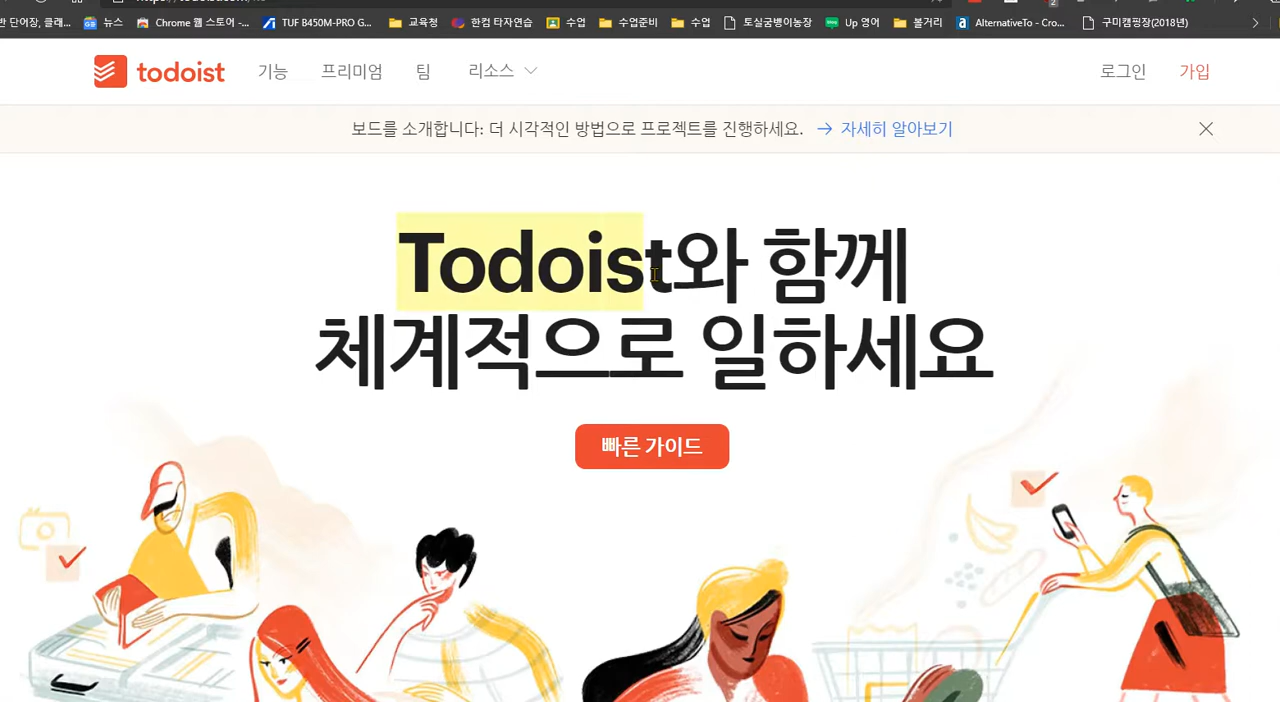 반 단어장, 클래... 뉴스 Chrome 웹 스토어 -... TUF B450M-PRO G... 교육청 한컴 타자연습 수업 수업준비 수업 토실굼벵이농장 Up 영어 볼거리 AlternativeTo - Cro... 구미캠핑장(2018년)
todoist 기능 프리미엄 팀 리소스 로그인 가입
보드를 소개합니다: 더 시각적인 방법으로 프로젝트를 진행하세요. → 자세히 알아보기
Todoist와 함께
체계적으로 일하세요
빠른 가이드